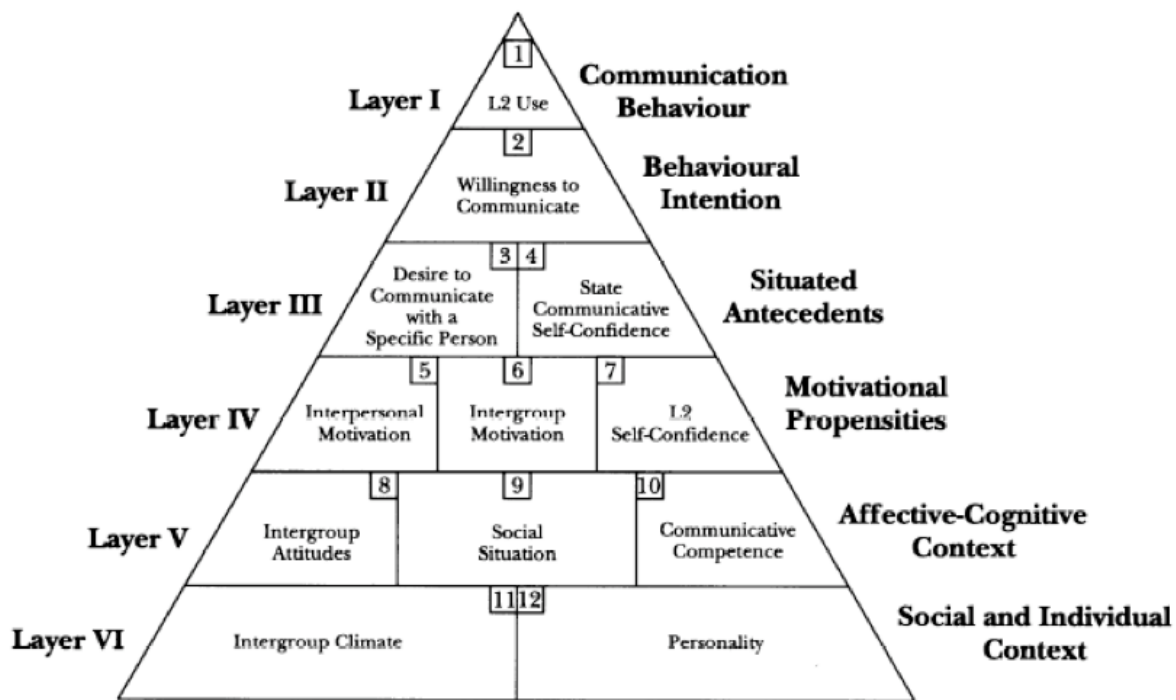 1
Layer I
L2 Use
Communication
Behaviour
2
Layer II
Willingness to
Communicate
Behavioural
Intention
3 4
Layer III
Desire to
Communicate
with a
Specific Person
State
Communicative
Self-Confidence
Situated
Antecedents
5 6 7
Layer IV
Interpersonal
Motivation
Intergroup
Motivation
L2
Self-Confidence
Motivational
Propensities
8 9 10
Layer V
Intergroup
Attitudes
Social
Situation
Communicative
Competence
Affective-Cognitive
Context
11 12
Layer VI
Intergroup Climate
Personality
Social and Individual
Context